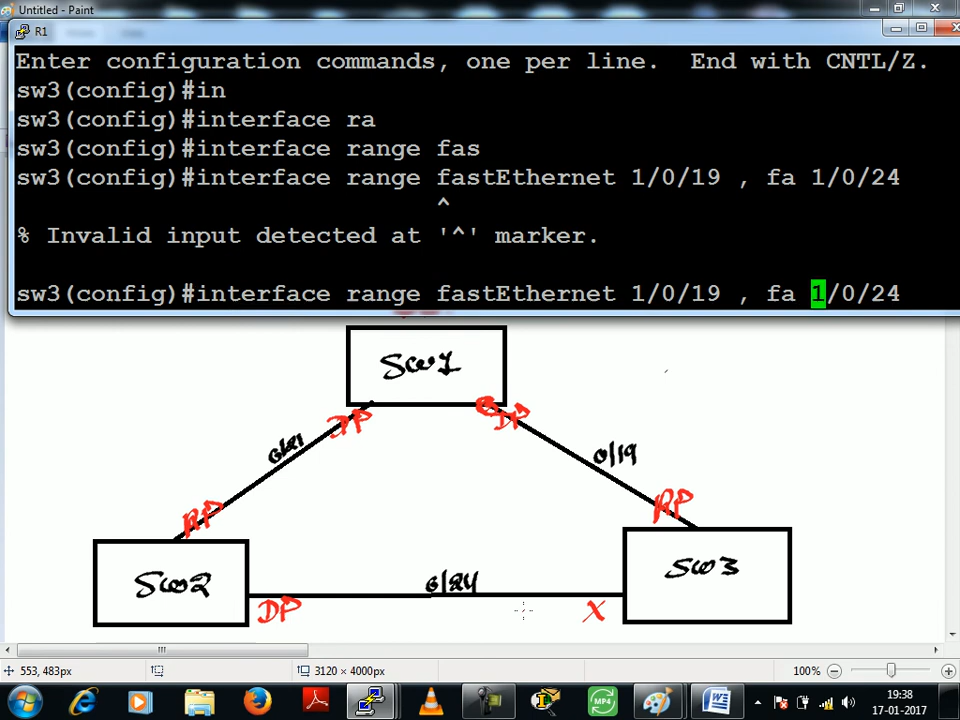 Untitled - Paint
R1
Enter configuration commands, one per line.  End with CNTL/Z.
sw3(config)#in
sw3(config)#interface ra
sw3(config)#interface range fas
sw3(config)#interface range fastEthernet 1/0/19 , fa 1/0/24
^
% Invalid input detected at '^' marker.
sw3(config)#interface range fastEthernet 1/0/19 , fa 1/0/24
SW1
DP
DP
0/21
0/19
RP
RP
SW2
0/24
SW3
DP
X
553, 483px
3120 × 4000px
100%
MP4
W
19:38
17-01-2017